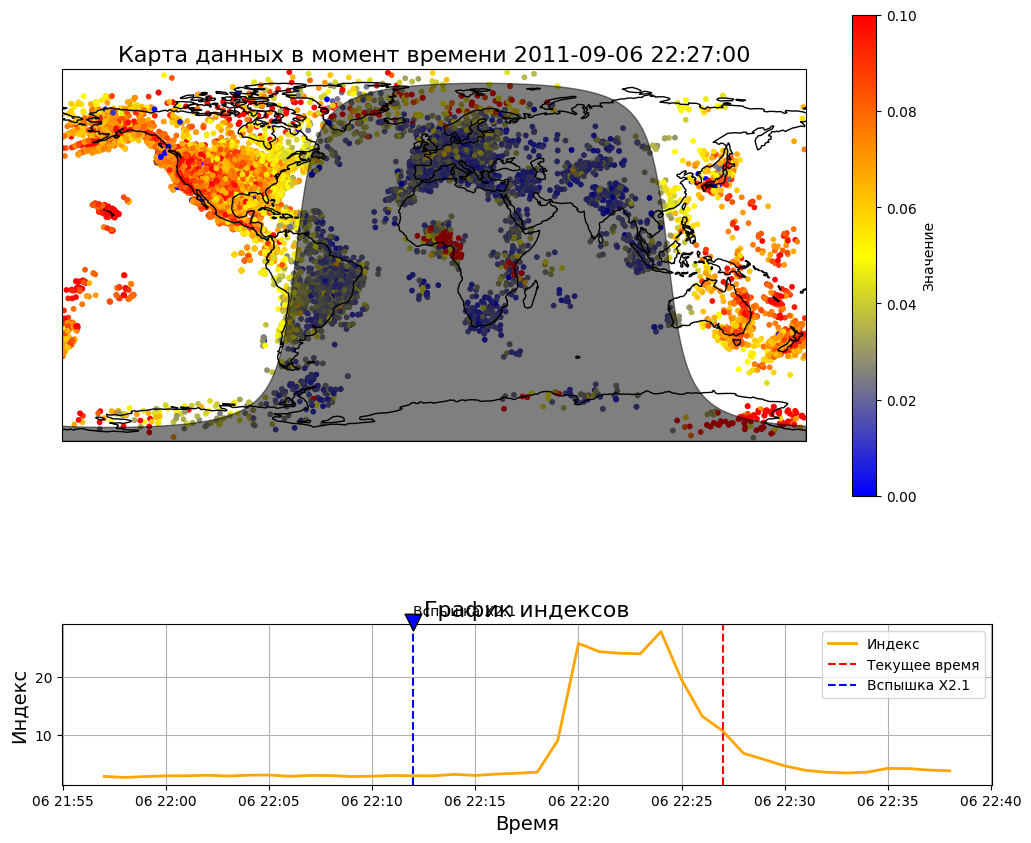 Карта данных в момент времени 2011-09-06 22:27:00
0.10
0.08
0.06
0.04
0.02
0.00
Значение
График индексов
Вспышка X2.1
Индекс
20
10
Индекс
Текущее время
Вспышка X2.1
06 21:55 06 22:00 06 22:05 06 22:10 06 22:15 06 22:20 06 22:25 06 22:30 06 22:35 06 22:40
Время